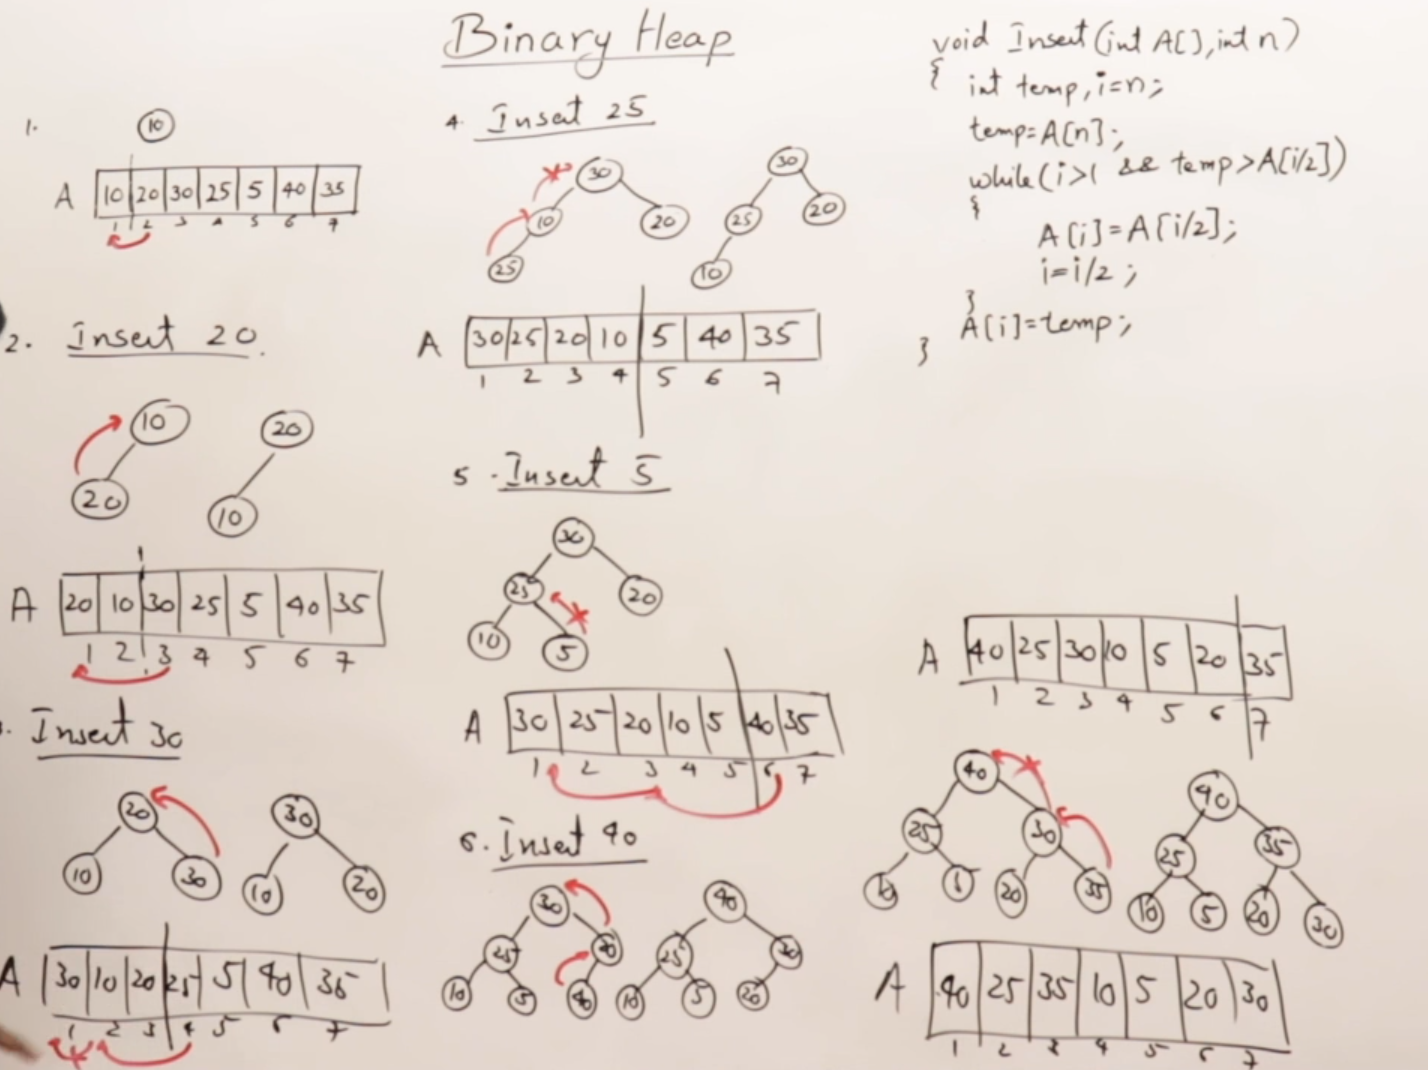 Binary Heap
1.
10
A 10 20 30 25 5 40 35
1 2 3 4 5 6 7
2. Insert 20.
10 20
20 10
A 20 10 30 25 5 40 35
1 2 3 4 5 6 7
. Insert 30
20 30
10 30 10 20
A 30 10 20 25 5 40 35
1 2 3 4 5 6 7
4. Insert 25
30 30
10 20 25 20
25 10
A 30 25 20 10 5 40 35
1 2 3 4 5 6 7
5. Insert 5
30
25 20
10 5
A 30 25 20 10 5 40 35
1 2 3 4 5 6 7
6. Insert 40
30 40
25 40 25 30
10 5 40 10 5 20
void Insert(int A[], int n)
{ int temp, i=n;
temp=A[n];
while(i>1 && temp>A[i/2])
{
A[i]=A[i/2];
i=i/2;
}
A[i]=temp;
}
A 40 25 30 10 5 20 35
1 2 3 4 5 6 7
40 40
25 30 25 35
10 5 20 35 10 5 20 30
A 40 25 35 10 5 20 30
1 2 3 4 5 6 7